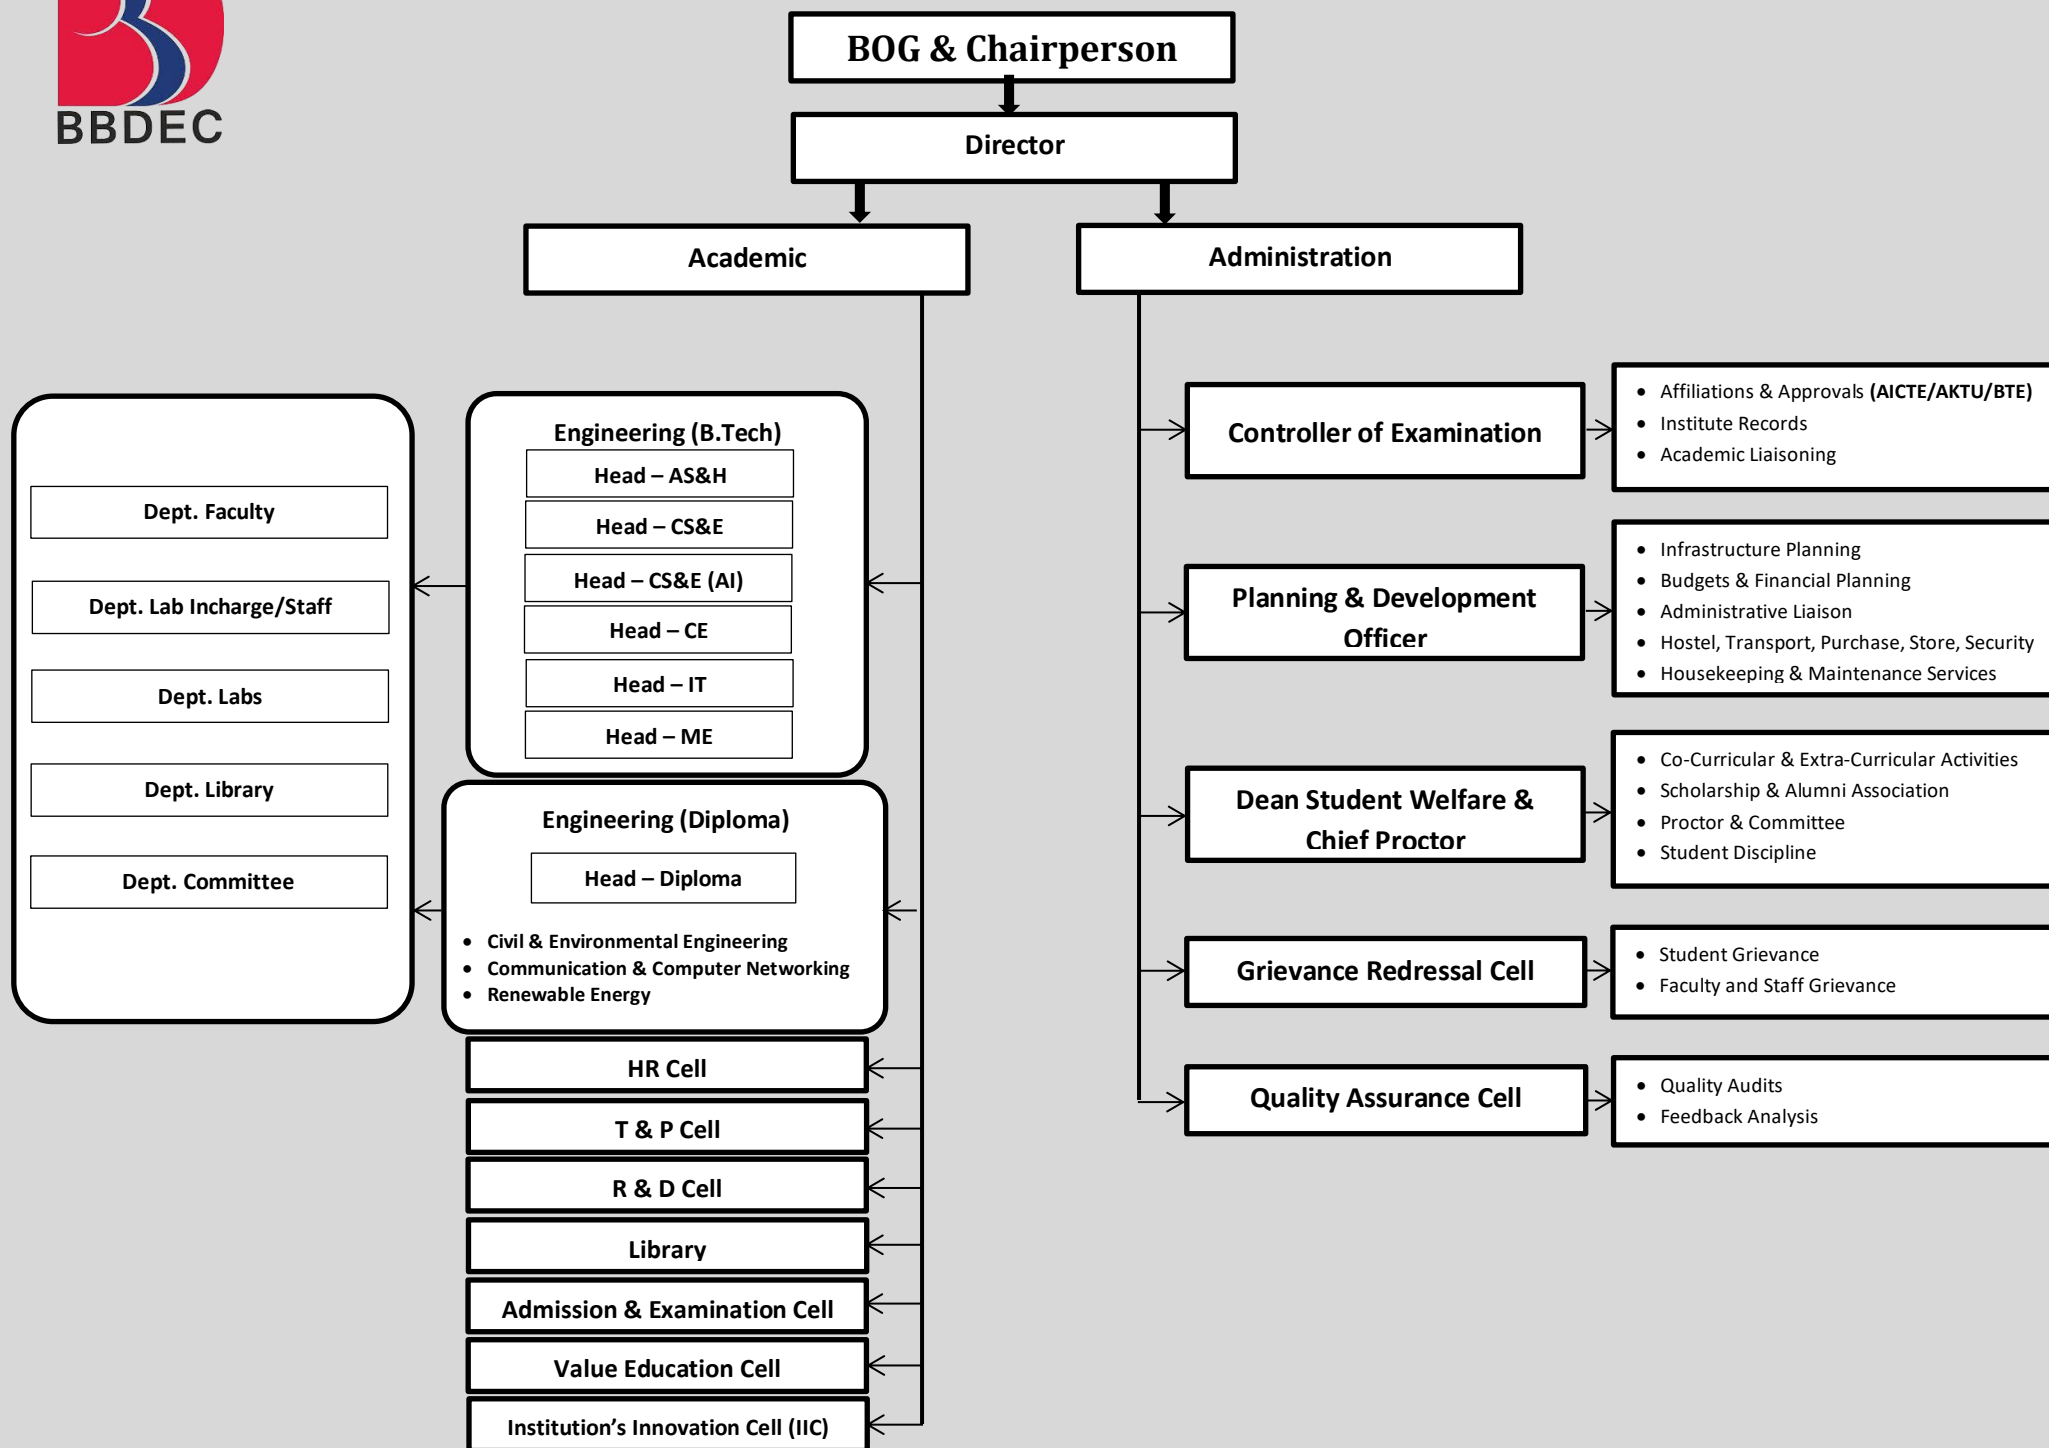 BBDEC
BOG & Chairperson
Director
Academic
Administration
Dept. Faculty
Dept. Lab Incharge/Staff
Dept. Labs
Dept. Library
Dept. Committee
Engineering (B.Tech)
Head – AS&H
Head – CS&E
Head – CS&E (AI)
Head – CE
Head – IT
Head – ME
Engineering (Diploma)
Head – Diploma
• Civil & Environmental Engineering
• Communication & Computer Networking
• Renewable Energy
HR Cell
T & P Cell
R & D Cell
Library
Admission & Examination Cell
Value Education Cell
Institution’s Innovation Cell (IIC)
Controller of Examination
• Affiliations & Approvals (AICTE/AKTU/BTE)
• Institute Records
• Academic Liaisoning
Planning & Development
Officer
• Infrastructure Planning
• Budgets & Financial Planning
• Administrative Liaison
• Hostel, Transport, Purchase, Store, Security
• Housekeeping & Maintenance Services
Dean Student Welfare &
Chief Proctor
• Co-Curricular & Extra-Curricular Activities
• Scholarship & Alumni Association
• Proctor & Committee
• Student Discipline
Grievance Redressal Cell
• Student Grievance
• Faculty and Staff Grievance
Quality Assurance Cell
• Quality Audits
• Feedback Analysis